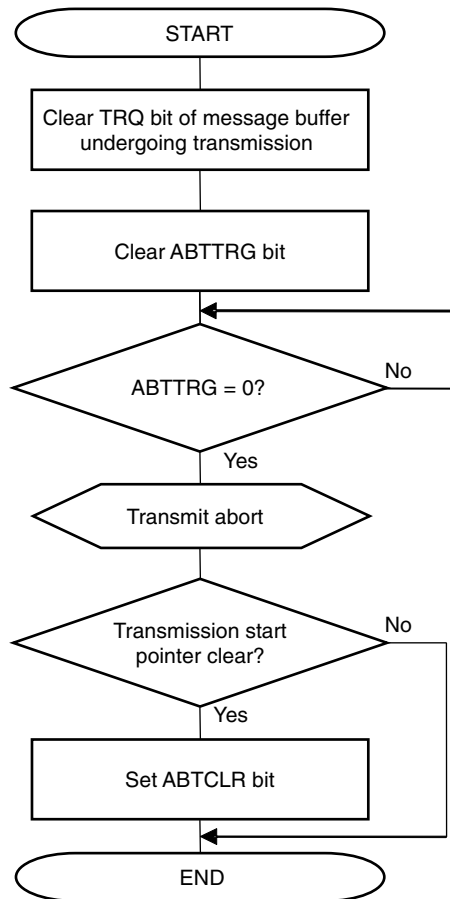 START
Clear TRQ bit of message buffer
undergoing transmission
Clear ABTTRG bit
ABTTRG = 0?
No
Yes
Transmit abort
Transmission start
pointer clear?
No
Yes
Set ABTCLR bit
END